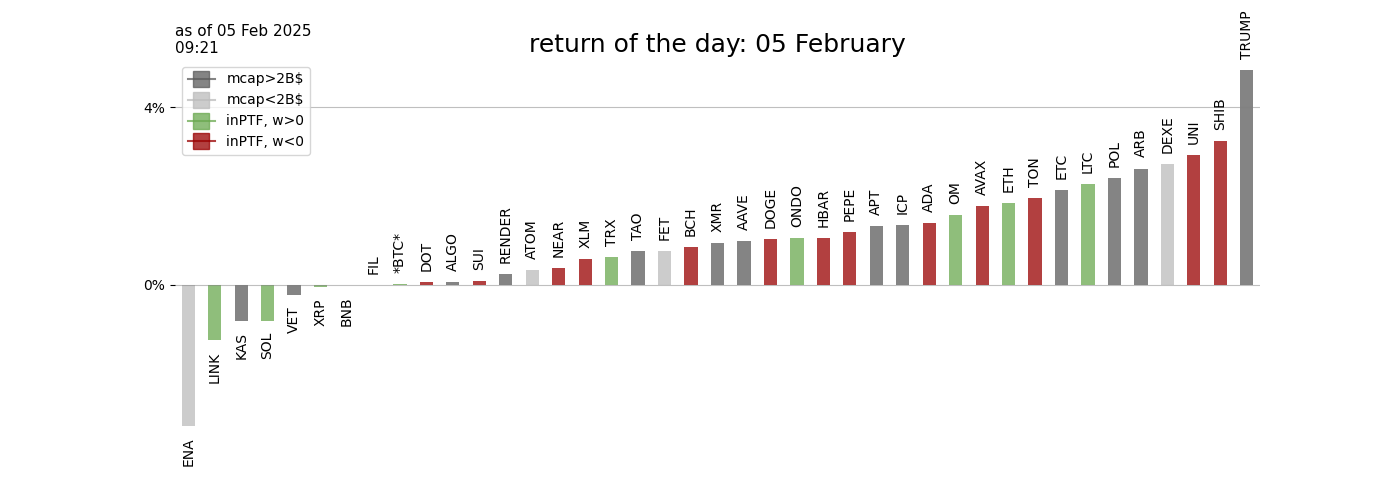 as of 05 Feb 2025
09:21
return of the day: 05 February
mcap>2B$
mcap<2B$
inPTF, w>0
inPTF, w<0
4%
0%
ENA
LINK
KAS
SOL
VET
XRP
BNB
FIL
*BTC*
DOT
ALGO
SUI
RENDER
ATOM
NEAR
XLM
TRX
TAO
FET
BCH
XMR
AAVE
DOGE
ONDO
HBAR
PEPE
APT
ICP
ADA
OM
AVAX
ETH
TON
ETC
LTC
POL
ARB
DEXE
UNI
SHIB
TRUMP